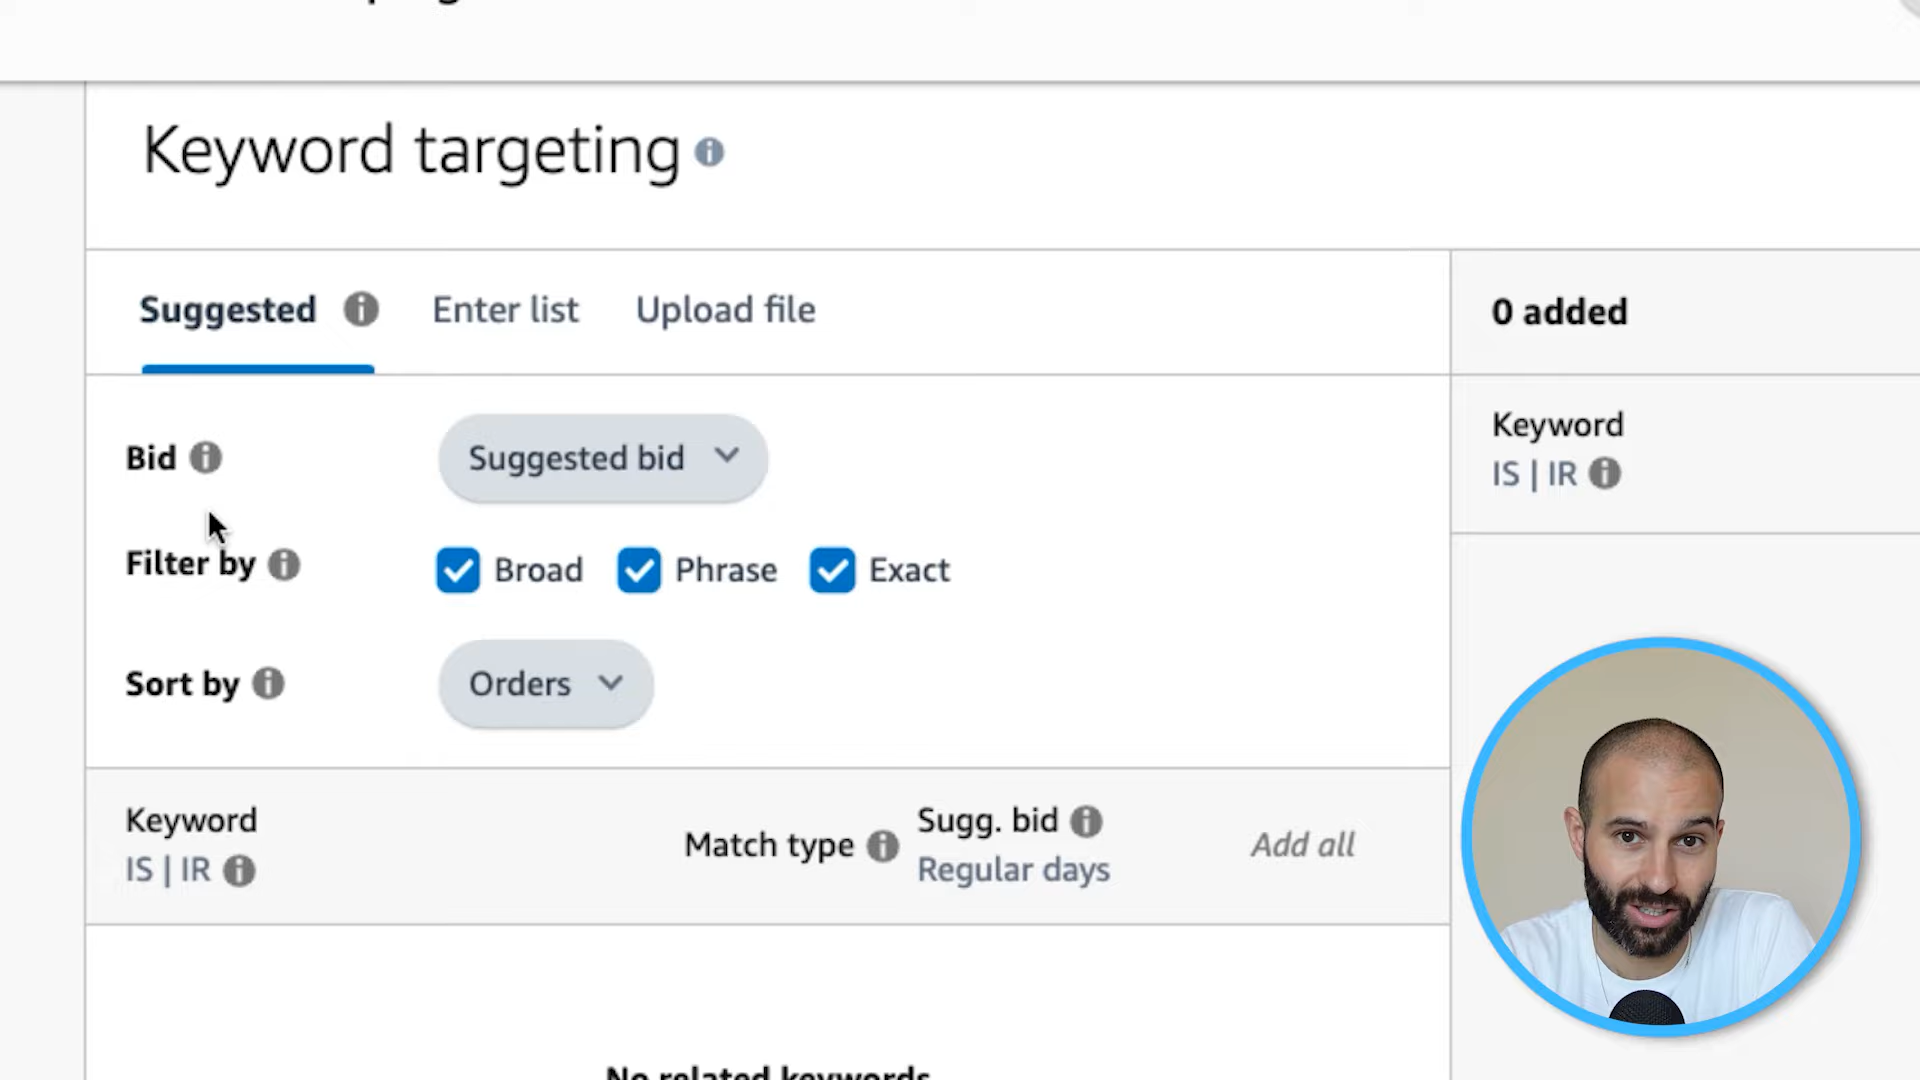 Keyword targeting
Suggested Enter list Upload file
0 added
Bid Suggested bid
Keyword
IS | IR
Filter by Broad Phrase Exact
Sort by Orders
Keyword
IS | IR
Match type
Sugg. bid
Regular days
Add all
No related keywords